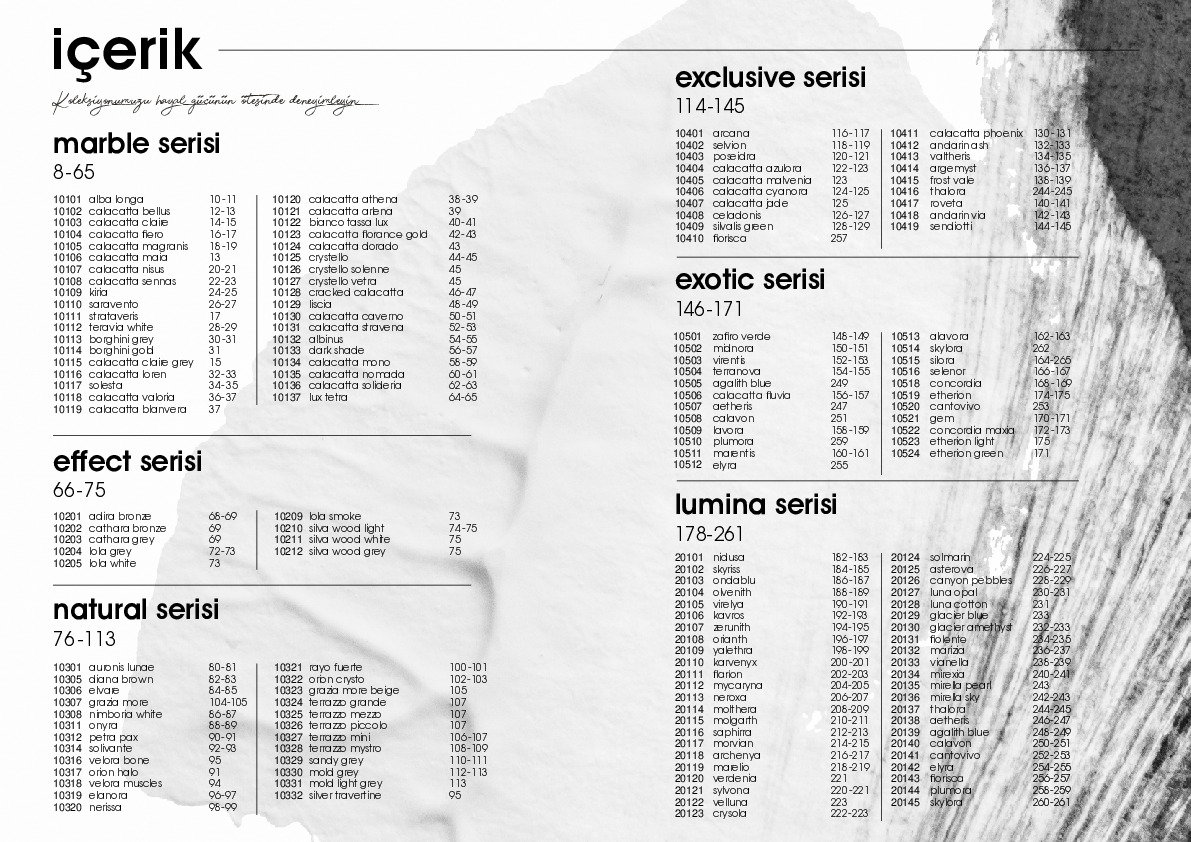 içerik
Koleksiyonumuzu hayal gücünün ötesinde deneyimleyin
marble serisi
8-65
10101 alba longa 10-11
10102 calacatta bellus 12-13
10103 calacatta claire 14-15
10104 calacatta fiero 16-17
10105 calacatta magranis 18-19
10106 calacatta maia 13
10107 calacatta nisus 20-21
10108 calacatta sennas 22-23
10109 kiria 24-25
10110 saravento 26-27
10111 strataveris 17
10112 teravia white 28-29
10113 borghini grey 30-31
10114 borghini gold 31
10115 calacatta claire grey 15
10116 calacatta loren 32-33
10117 solesta 34-35
10118 calacatta valoria 36-37
10119 calacatta blanvera 37
10120 calacatta athena 38-39
10121 calacatta artena 39
10122 bianco tassa lux 40-41
10123 calacatta florance gold 42-43
10124 calacatta dorado 43
10125 crystello 44-45
10126 crystello solenne 45
10127 crystello vetra 45
10128 cracked calacatta 46-47
10129 liscia 48-49
10130 calacatta caverno 50-51
10131 calacatta stravena 52-53
10132 albinus 54-55
10133 dark shade 56-57
10134 calacatta mono 58-59
10135 calacatta nomada 60-61
10136 calacatta solideria 62-63
10137 lux tetra 64-65
effect serisi
66-75
10201 adira bronze 68-69
10202 cathara bronze 69
10203 cathara grey 69
10204 lola grey 72-73
10205 lola white 73
10209 lola smoke 73
10210 silva wood light 74-75
10211 silva wood white 75
10212 silva wood grey 75
natural serisi
76-113
10301 auronis lunae 80-81
10305 diana brown 82-83
10306 elvare 84-85
10307 grazia more 104-105
10308 nimboria white 86-87
10311 onyra 88-89
10312 petra pax 90-91
10314 solivante 92-93
10316 velora bone 95
10317 orion halo 91
10318 velora muscles 94
10319 elanora 96-97
10320 nerissa 98-99
10321 rayo fuerte 100-101
10322 orion crysto 102-103
10323 grazia more beige 105
10324 terrazzo grande 107
10325 terrazzo mezzo 107
10326 terrazzo piccolo 107
10327 terrazzo mini 106-107
10328 terrazzo mystro 108-109
10329 sandy grey 110-111
10330 mold grey 112-113
10331 mold light grey 113
10332 silver travertine 95
exclusive serisi
114-145
10401 arcana 116-117
10402 selvion 118-119
10403 poseidra 120-121
10404 calacatta azulora 122-123
10405 calacatta malvenia 123
10406 calacatta cyanora 124-125
10407 calacatta jade 125
10408 celadonis 126-127
10409 silvalis green 128-129
10410 fiorisca 257
10411 calacatta phoenix 130-131
10412 andarin ash 132-133
10413 valtheris 134-135
10414 argemyst 136-137
10415 frost vale 138-139
10416 thalora 244-245
10417 roveta 140-141
10418 andarin via 142-143
10419 sendiotti 144-145
exotic serisi
146-171
10501 zafiro verde 148-149
10502 midnora 150-151
10503 virentis 152-153
10504 terranova 154-155
10505 agalith blue 249
10506 calacatta fluvia 156-157
10507 aetheris 247
10508 calavon 251
10509 lavora 158-159
10510 plumora 259
10511 marentis 160-161
10512 elyra 255
10513 alavora 162-163
10514 skylora 262
10515 silora 164-265
10516 selenor 166-167
10518 concordia 168-169
10519 etherion 174-175
10520 cantovivo 253
10521 gem 170-171
10522 concordia maxia 172-173
10523 etherion light 175
10524 etherion green 171
lumina serisi
178-261
20101 nidusa 182-183
20102 skyriss 184-185
20103 ondablu 186-187
20104 olvenith 188-189
20105 virelya 190-191
20106 kavros 192-193
20107 zerunith 194-195
20108 orianth 196-197
20109 yalethra 198-199
20110 karvenyx 200-201
20111 flarion 202-203
20112 mycaryna 204-205
20113 neroxa 206-207
20114 molthera 208-209
20115 molgarth 210-211
20116 saphirra 212-213
20117 morvian 214-215
20118 archenya 216-217
20119 marelio 218-219
20120 verdenia 221
20121 sylvona 220-221
20122 velluna 223
20123 crysola 222-223
20124 solmarin 224-225
20125 asterova 226-227
20126 canyon pebbles 228-229
20127 luna opal 230-231
20128 luna cotton 231
20129 glacier blue 233
20130 glacier amethyst 232-233
20131 fiolente 234-235
20132 marizia 236-237
20133 vianella 238-239
20134 mirexia 240-241
20135 mirella pearl 243
20136 mirella sky 242-243
20137 thalora 244-245
20138 aetheris 246-247
20139 agalith blue 248-249
20140 calavon 250-251
20141 cantovivo 252-253
20142 elyra 254-255
20143 fiorisca 256-257
20144 plumora 258-259
20145 skylora 260-261